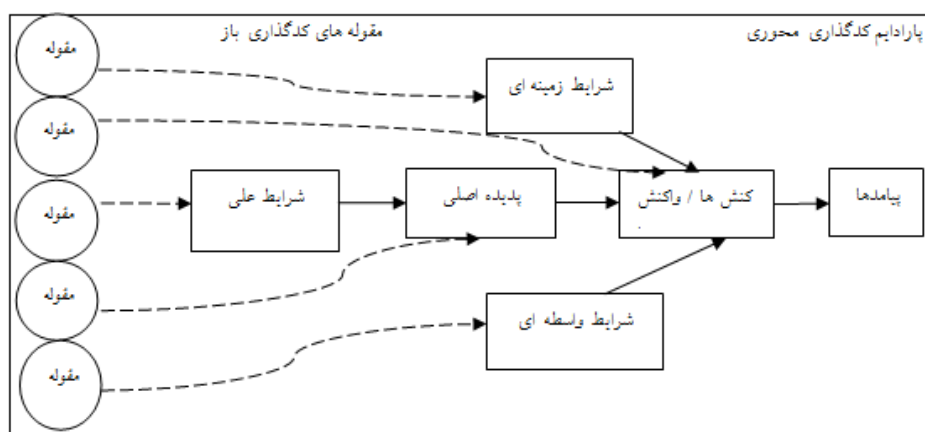 پارادایم کدگذاری محوری
مقوله های کدگذاری باز
مقوله
شرایط زمینه ای
مقوله
مقوله
شرایط علی
پدیده اصلی
کنش ها / واکنش
.
پیامدها
مقوله
شرایط واسطه ای
مقوله